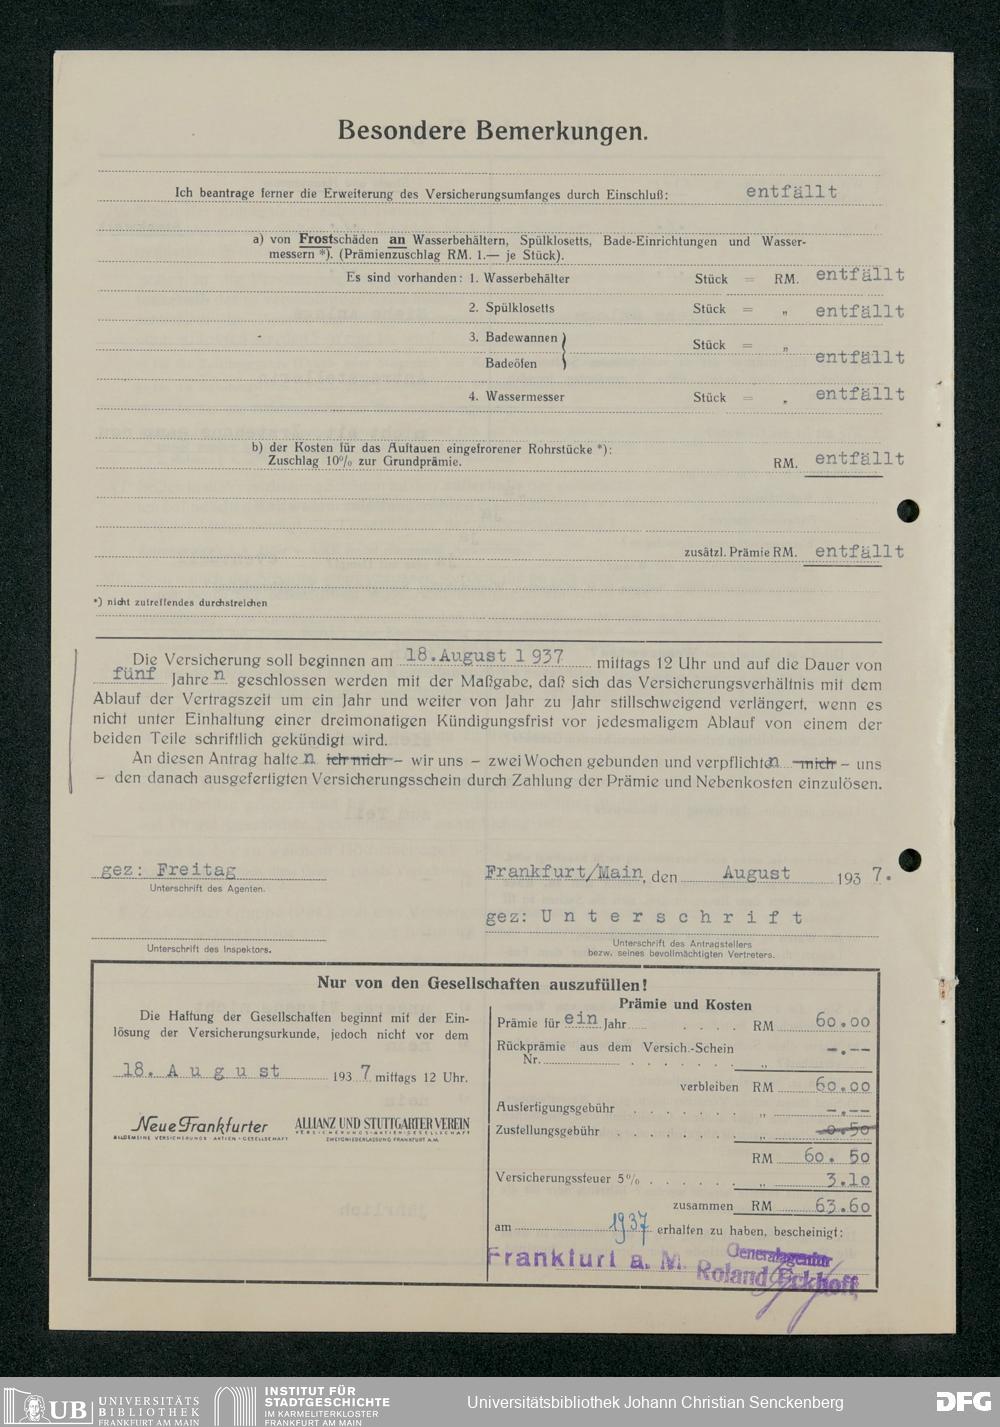 Besondere Bemerkungen.
Ich beantrage ferner die Erweiterung des Versicherungsumfanges durch Einschluß: entfällt
a) von Frostschäden an Wasserbehältern, Spülklosetts, Bade-Einrichtungen und Wasser-
messern *). (Prämienzuschlag RM. 1.— je Stück).
Es sind vorhanden: 1. Wasserbehälter Stück = RM. entfällt
2. Spülklosetts Stück = „ entfällt
3. Badewannen
Badeöfen } Stück = „ entfällt
4. Wassermesser Stück = „ entfällt
b) der Kosten für das Auftauen eingefrorener Rohrstücke *):
Zuschlag 10% zur Grundprämie. RM. entfällt
zusätzl. Prämie RM. entfällt
*) nicht zutreffendes durchstreichen
Die Versicherung soll beginnen am 18.August 1937 mittags 12 Uhr und auf die Dauer von
fünf Jahren geschlossen werden mit der Maßgabe, daß sich das Versicherungsverhältnis mit dem
Ablauf der Vertragszeit um ein Jahr und weiter von Jahr zu Jahr stillschweigend verlängert, wenn es
nicht unter Einhaltung einer dreimonatigen Kündigungsfrist vor jedesmaligem Ablauf von einem der
beiden Teile schriftlich gekündigt wird.
An diesen Antrag halten ich mich – wir uns – zwei Wochen gebunden und verpflichten mich – uns
– den danach ausgefertigten Versicherungsschein durch Zahlung der Prämie und Nebenkosten einzulösen.
gez: Freitag
Unterschrift des Agenten.
Frankfurt/Main, den August 1937.
gez: Unterschrift
Unterschrift des Inspektors.
Unterschrift des Antragstellers
bezw. seines bevollmächtigten Vertreters.
Nur von den Gesellschaften auszufüllen!
Die Haftung der Gesellschaften beginnt mit der Ein-
lösung der Versicherungsurkunde, jedoch nicht vor dem
18. August 1937 mittags 12 Uhr.
Neue Frankfurter
ALLGEMEINE VERSICHERUNGS-AKTIEN-GESELLSCHAFT
ALLIANZ UND STUTTGARTER VEREIN
VERSICHERUNGS-AKTIEN-GESELLSCHAFT
ZWEIGNIEDERLASSUNG FRANKFURT A.M.
Prämie und Kosten
Prämie für ein Jahr . . . . RM 60.00
Rückprämie aus dem Versich.-Schein
Nr. . . . . . . . „ -.--
verbleiben RM 60.00
Ausfertigungsgebühr . . . . . . . „ -.--
Zustellungsgebühr . . . . . . . „ 0.50
RM 60. 50
Versicherungssteuer 5% . . . . . . „ 3.10
zusammen RM 63.60
am 1937 erhalten zu haben, bescheinigt:
Frankfurt a. M.
Generalagentur
Roland Eckhoff
UB
UNIVERSITÄTS
BIBLIOTHEK
FRANKFURT AM MAIN
INSTITUT FÜR
STADTGESCHICHTE
IM KARMELITERKLOSTER
FRANKFURT AM MAIN
Universitätsbibliothek Johann Christian Senckenberg
DFG